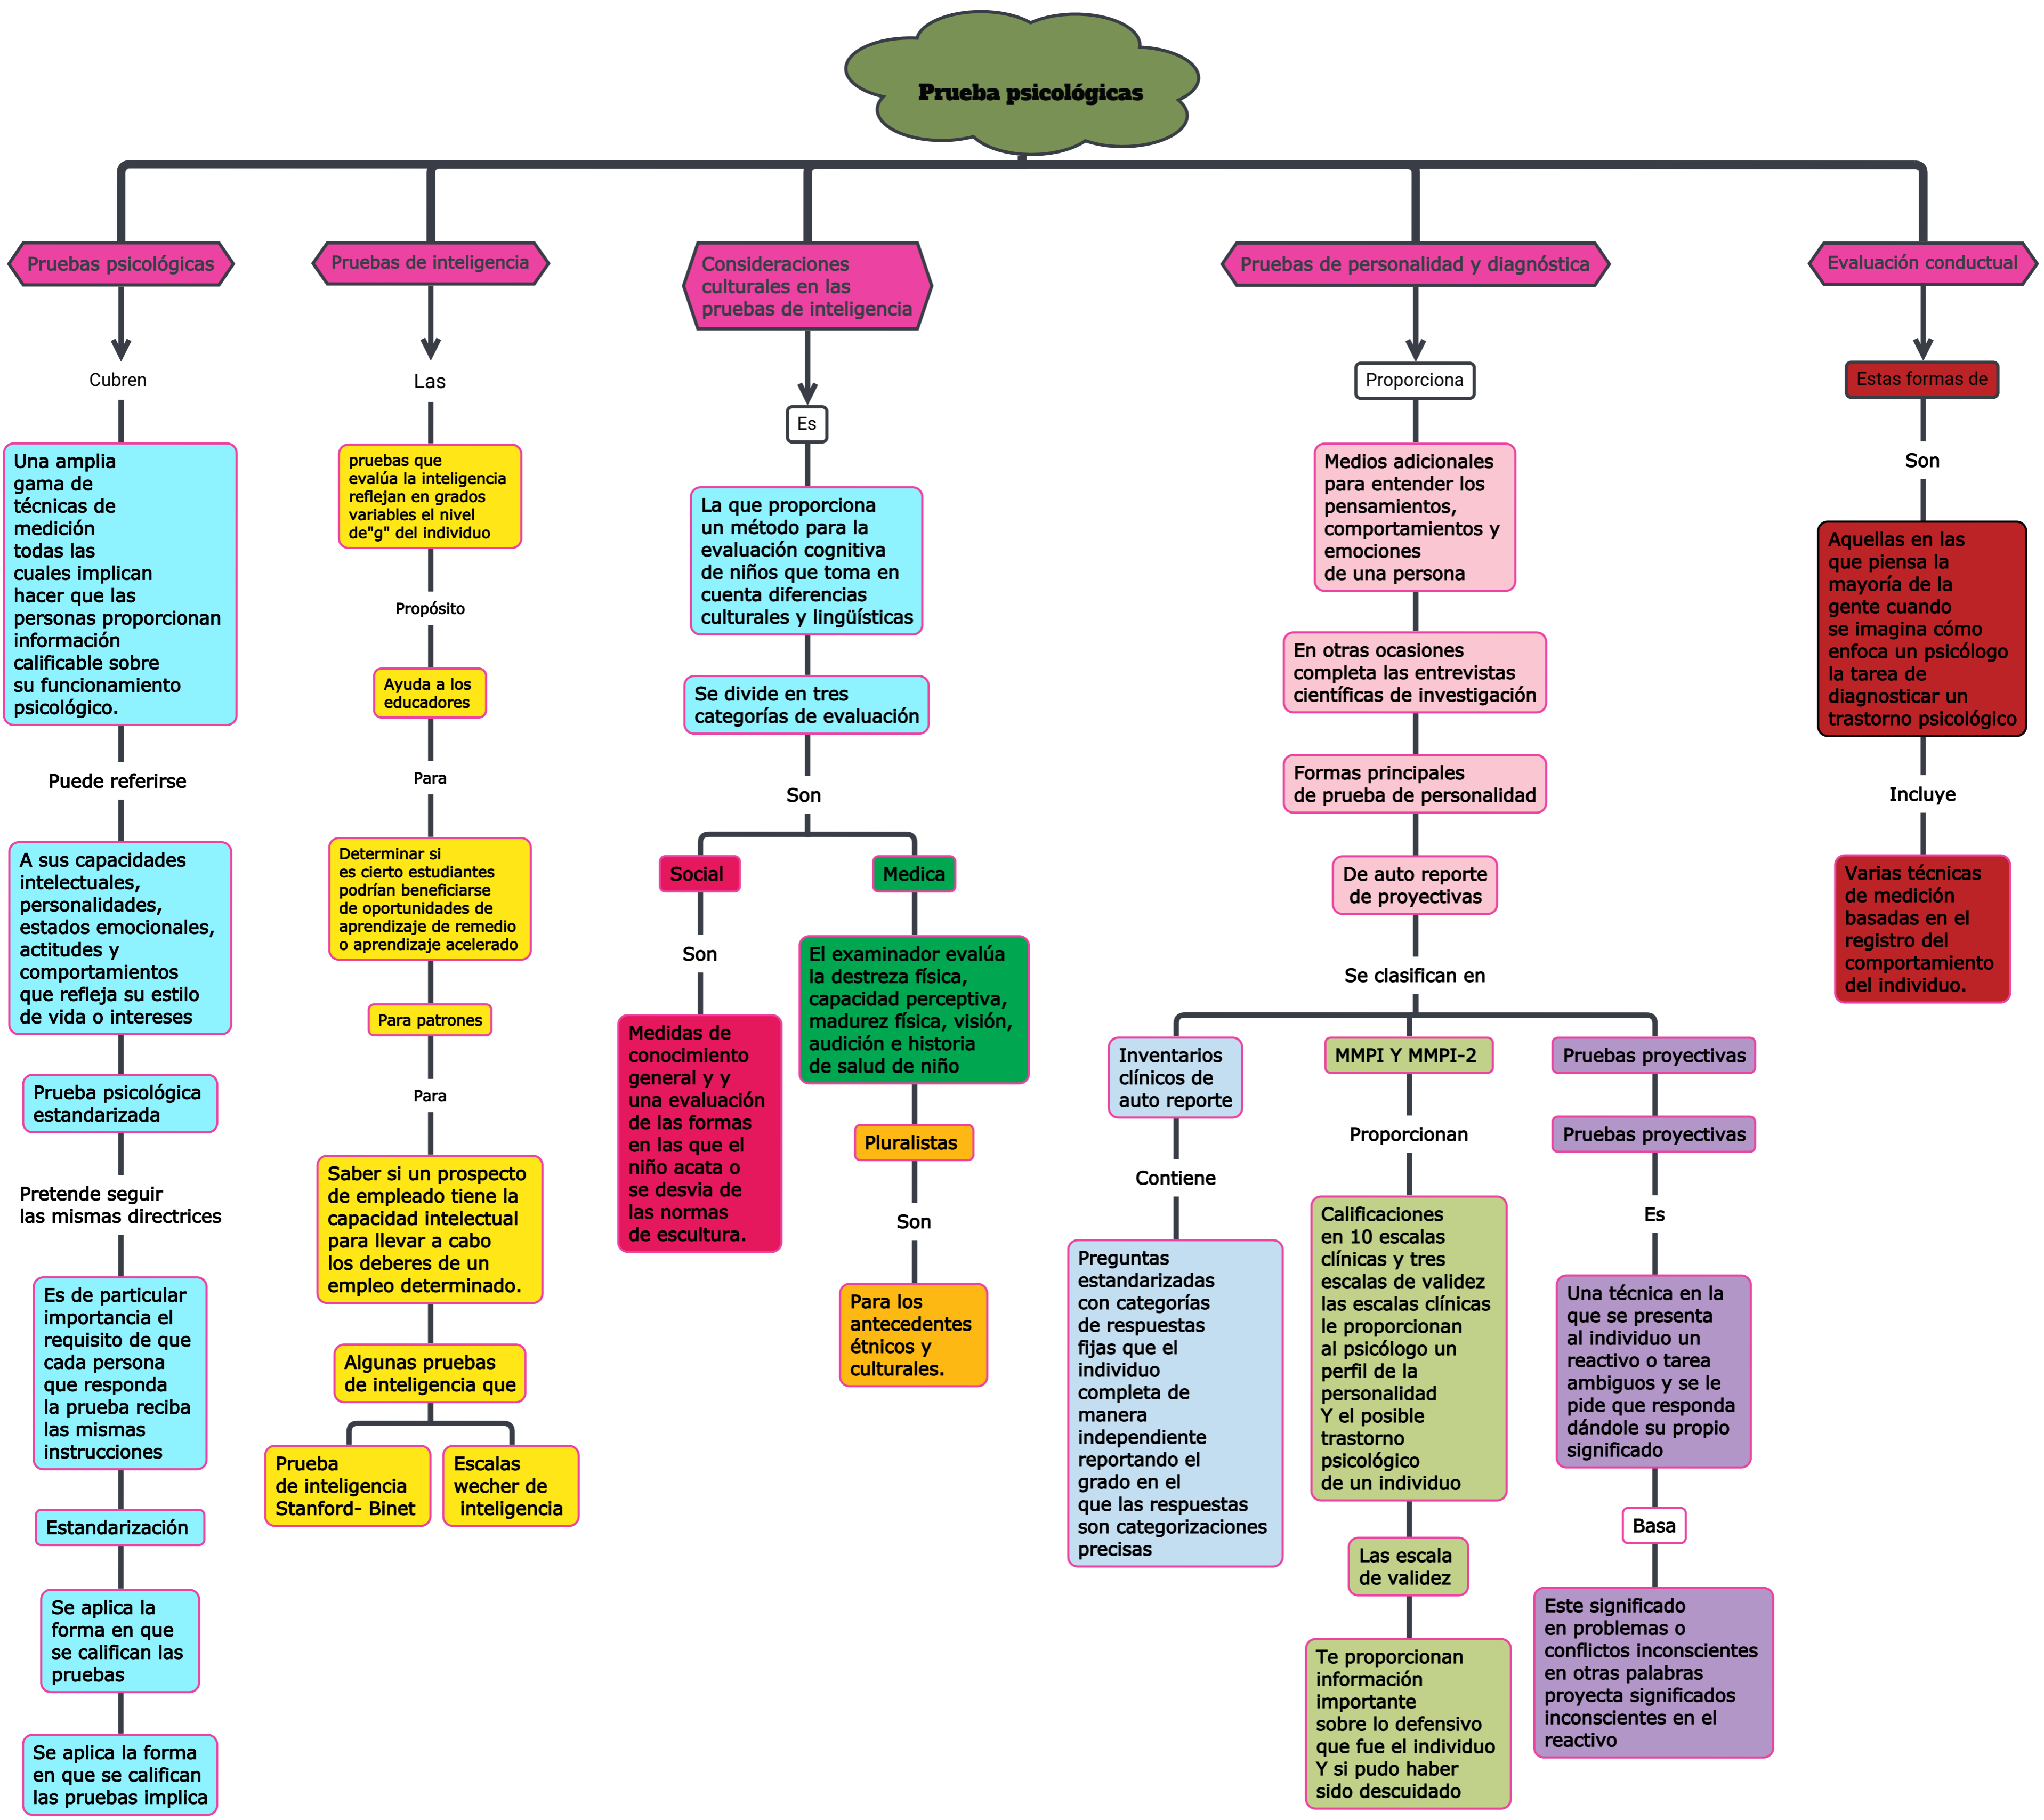 Prueba psicológicas
Pruebas psicológicas
Cubren
Una amplia
gama de
técnicas de
medición
todas las
cuales implican
hacer que las
personas proporcionan
información
calificable sobre
su funcionamiento
psicológico.
Puede referirse
A sus capacidades
intelectuales,
personalidades,
estados emocionales,
actitudes y
comportamientos
que refleja su estilo
de vida o intereses
Prueba psicológica
estandarizada
Pretende seguir
las mismas directrices
Es de particular
importancia el
requisito de que
cada persona
que responda
la prueba reciba
las mismas
instrucciones
Estandarización
Se aplica la
forma en que
se califican las
pruebas
Se aplica la forma
en que se califican
las pruebas implica
Pruebas de inteligencia
Las
pruebas que
evalúa la inteligencia
reflejan en grados
variables el nivel
de"g" del individuo
Propósito
Ayuda a los
educadores
Para
Determinar si
es cierto estudiantes
podrían beneficiarse
de oportunidades de
aprendizaje de remedio
o aprendizaje acelerado
Para patrones
Para
Saber si un prospecto
de empleado tiene la
capacidad intelectual
para llevar a cabo
los deberes de un
empleo determinado.
Algunas pruebas
de inteligencia que
Prueba
de inteligencia
Stanford- Binet
Escalas
wecher de
inteligencia
Consideraciones
culturales en las
pruebas de inteligencia
Es
La que proporciona
un método para la
evaluación cognitiva
de niños que toma en
cuenta diferencias
culturales y lingüísticas
Se divide en tres
categorías de evaluación
Son
Social
Son
Medidas de
conocimiento
general y y
una evaluación
de las formas
en las que el
niño acata o
se desvia de
las normas
de escultura.
Medica
El examinador evalúa
la destreza física,
capacidad perceptiva,
madurez física, visión,
audición e historia
de salud de niño
Pluralistas
Son
Para los
antecedentes
étnicos y
culturales.
Pruebas de personalidad y diagnóstica
Proporciona
Medios adicionales
para entender los
pensamientos,
comportamientos y
emociones
de una persona
En otras ocasiones
completa las entrevistas
científicas de investigación
Formas principales
de prueba de personalidad
De auto reporte
de proyectivas
Se clasifican en
Inventarios
clínicos de
auto reporte
Contiene
Preguntas
estandarizadas
con categorías
de respuestas
fijas que el
individuo
completa de
manera
independiente
reportando el
grado en el
que las respuestas
son categorizaciones
precisas
MMPI Y MMPI-2
Proporcionan
Calificaciones
en 10 escalas
clínicas y tres
escalas de validez
las escalas clínicas
le proporcionan
al psicólogo un
perfil de la
personalidad
Y el posible
trastorno
psicológico
de un individuo
Las escala
de validez
Te proporcionan
información
importante
sobre lo defensivo
que fue el individuo
Y si pudo haber
sido descuidado
Pruebas proyectivas
Pruebas proyectivas
Es
Una técnica en la
que se presenta
al individuo un
reactivo o tarea
ambiguos y se le
pide que responda
dándole su propio
significado
Basa
Este significado
en problemas o
conflictos inconscientes
en otras palabras
proyecta significados
inconscientes en el
reactivo
Evaluación conductual
Estas formas de
Son
Aquellas en las
que piensa la
mayoría de la
gente cuando
se imagina cómo
enfoca un psicólogo
la tarea de
diagnosticar un
trastorno psicológico
Incluye
Varias técnicas
de medición
basadas en el
registro del
comportamiento
del individuo.